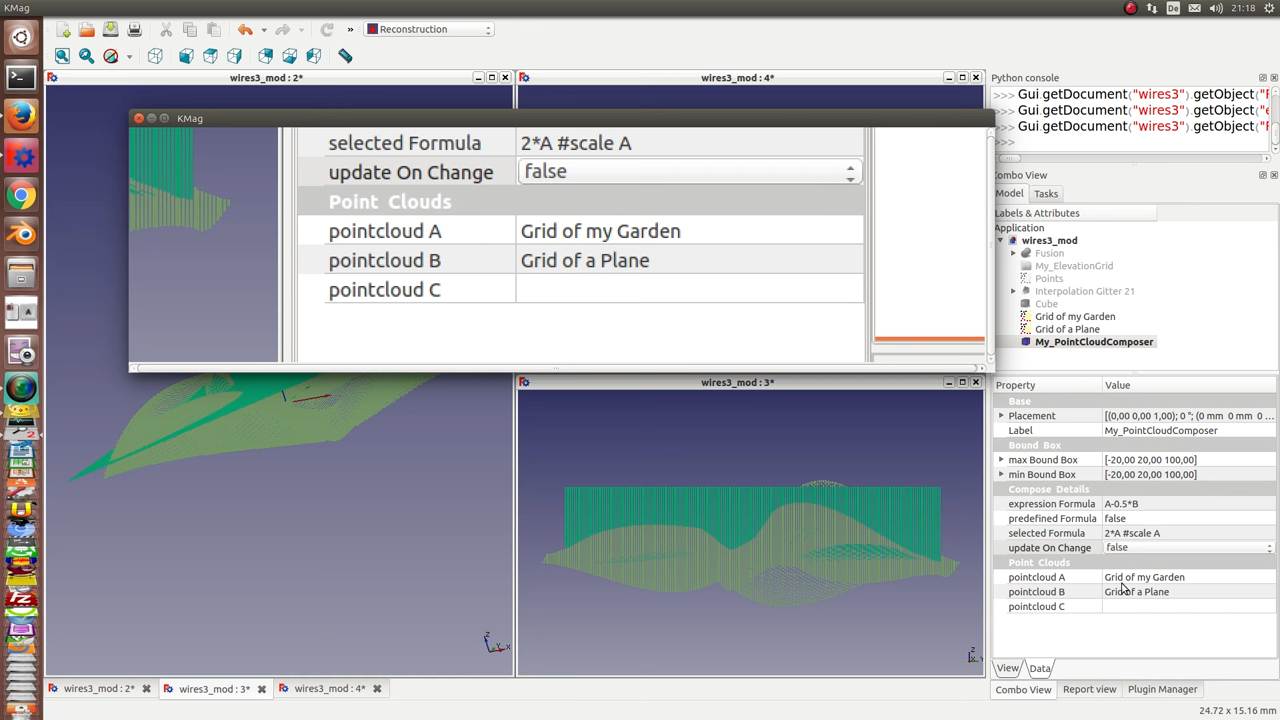 KMag
De
21:18
»
Reconstruction
wires3_mod : 2*
wires3_mod : 4*
Python console
>>> Gui.getDocument("wires3").getObject("
>>> Gui.getDocument("wires3").getObject("
>>> Gui.getDocument("wires3").getObject("
>>>
KMag
selected Formula 2*A #scale A
update On Change false
Point Clouds
pointcloud A Grid of my Garden
pointcloud B Grid of a Plane
pointcloud C
Combo View
Model Tasks
Labels & Attributes
Application
wires3_mod
Fusion
My_ElevationGrid
Points
Interpolation Gitter 21
Cube
Grid of my Garden
Grid of a Plane
My_PointCloudComposer
wires3_mod : 3*
Property Value
Base
Placement [(0,00 0,00 1,00); 0 °; (0 mm 0 mm 0 ...
Label My_PointCloudComposer
Bound Box
max Bound Box [-20,00 20,00 100,00]
min Bound Box [-20,00 20,00 100,00]
Compose Details
expression Formula A-0.5*B
predefined Formula false
selected Formula 2*A #scale A
update On Change false
Point Clouds
pointcloud A Grid of my Garden
pointcloud B Grid of a Plane
pointcloud C
View Data
wires3_mod : 2* wires3_mod : 3* wires3_mod : 4*
Combo View Report view Plugin Manager
24.72 x 15.16 mm